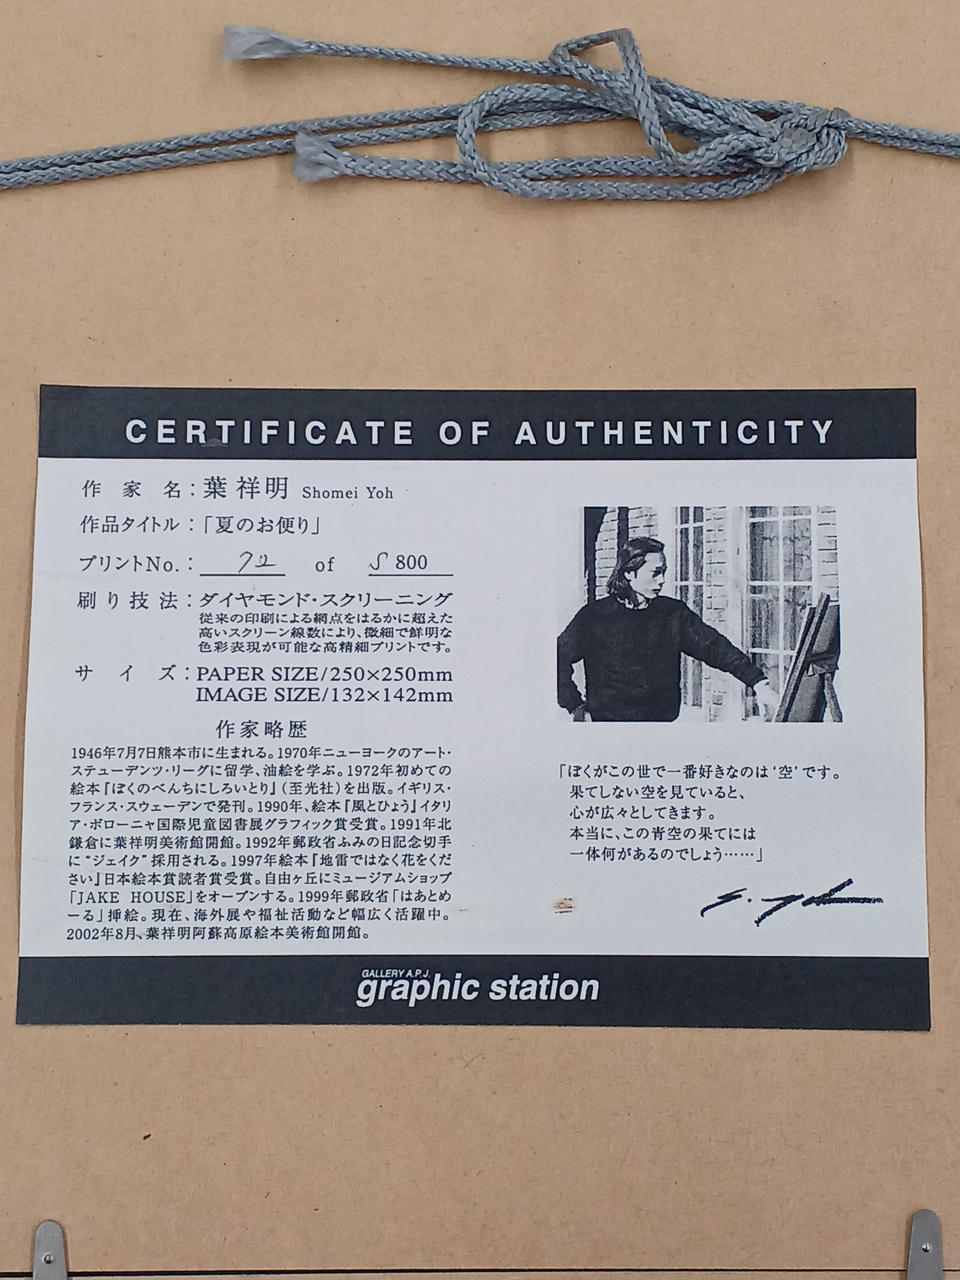 CERTIFICATE OF AUTHENTICITY
作家名：葉祥明 Shomei Yoh
作品タイトル：「夏のお便り」
プリントNo.： 72 of S 800
刷り技法：ダイヤモンド・スクリーニング
従来の印刷による網点をはるかに超えた
高いスクリーン線数により、微細で鮮明な
色彩表現が可能な高精細プリントです。
サイズ：PAPER SIZE/250×250mm
IMAGE SIZE/132×142mm
作家略歴
1946年7月7日熊本市に生まれる。1970年ニューヨークのアート・
ステューデンツ・リーグに留学、油絵を学ぶ。1972年初めての
絵本『ぼくのべんちにしろいとり』（至光社）を出版。イギリス・
フランス・スウェーデンで発刊。1990年、絵本『風とひょう』イタリ
ア・ボローニャ国際児童図書展グラフィック賞受賞。1991年北
鎌倉に葉祥明美術館開館。1992年郵政省ふみの日記念切手
に“ジェイク”採用される。1997年絵本『地雷ではなく花をくだ
さい』日本絵本賞読者賞受賞。自由ヶ丘にミュージアムショップ
「JAKE HOUSE」をオープンする。1999年郵政省「はあとめ
ーる」挿絵。現在、海外展や福祉活動など幅広く活躍中。
2002年8月、葉祥明阿蘇高原絵本美術館開館。
「ぼくがこの世で一番好きなのは‘空’です。
果てしない空を見ていると、
心が広々としてきます。
本当に、この青空の果てには
一体何があるのでしょう……」
GALLERY A.P.J.
graphic station